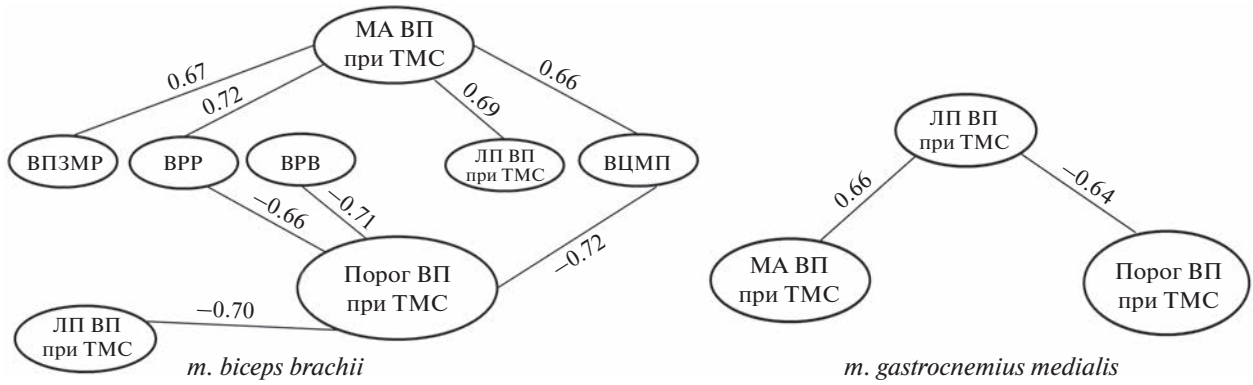 МА ВП
при ТМС
0.67
0.72
0.69
0.66
ВПЗМР
ВРР
ВРВ
ЛП ВП
при ТМС
ВЦМП
−0.66
−0.71
−0.72
Порог ВП
при ТМС
−0.70
ЛП ВП
при ТМС
m. biceps brachii
ЛП ВП
при ТМС
0.66
−0.64
МА ВП
при ТМС
Порог ВП
при ТМС
m. gastrocnemius medialis